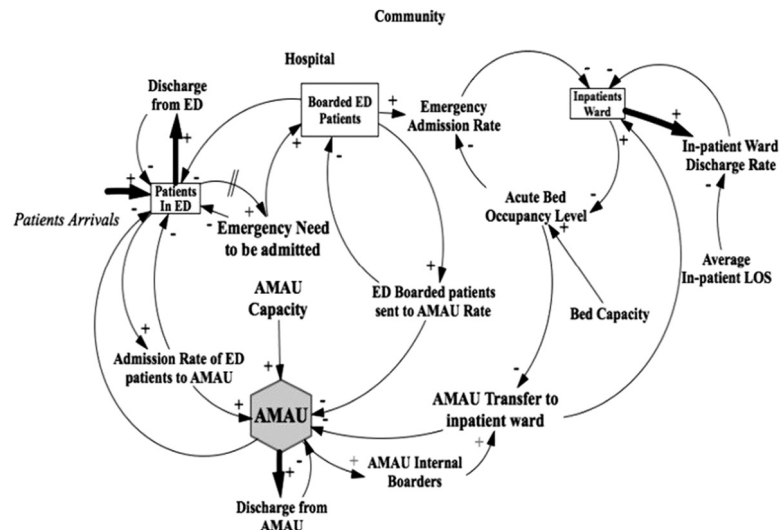 Community
Hospital
Discharge
from ED
Boarded ED
Patients
+
Emergency
Admission Rate
-
-
-
Inpatients
Ward
+
In-patient Ward
Discharge Rate
+
-
+
-
Patients
In ED
+
-
-
-
-
Patients Arrivals
+
Emergency Need
to be admitted
+
-
-
Acute Bed
Occupancy Level
-
+
+
-
Average
In-patient LOS
Bed Capacity
AMAU
Capacity
ED Boarded patients
sent to AMAU Rate
+
+
Admission Rate of ED
patients to AMAU
+
+
AMAU
-
-
-
AMAU Transfer to
inpatient ward
+
+
-
+
AMAU Internal
Boarders
Discharge from
AMAU